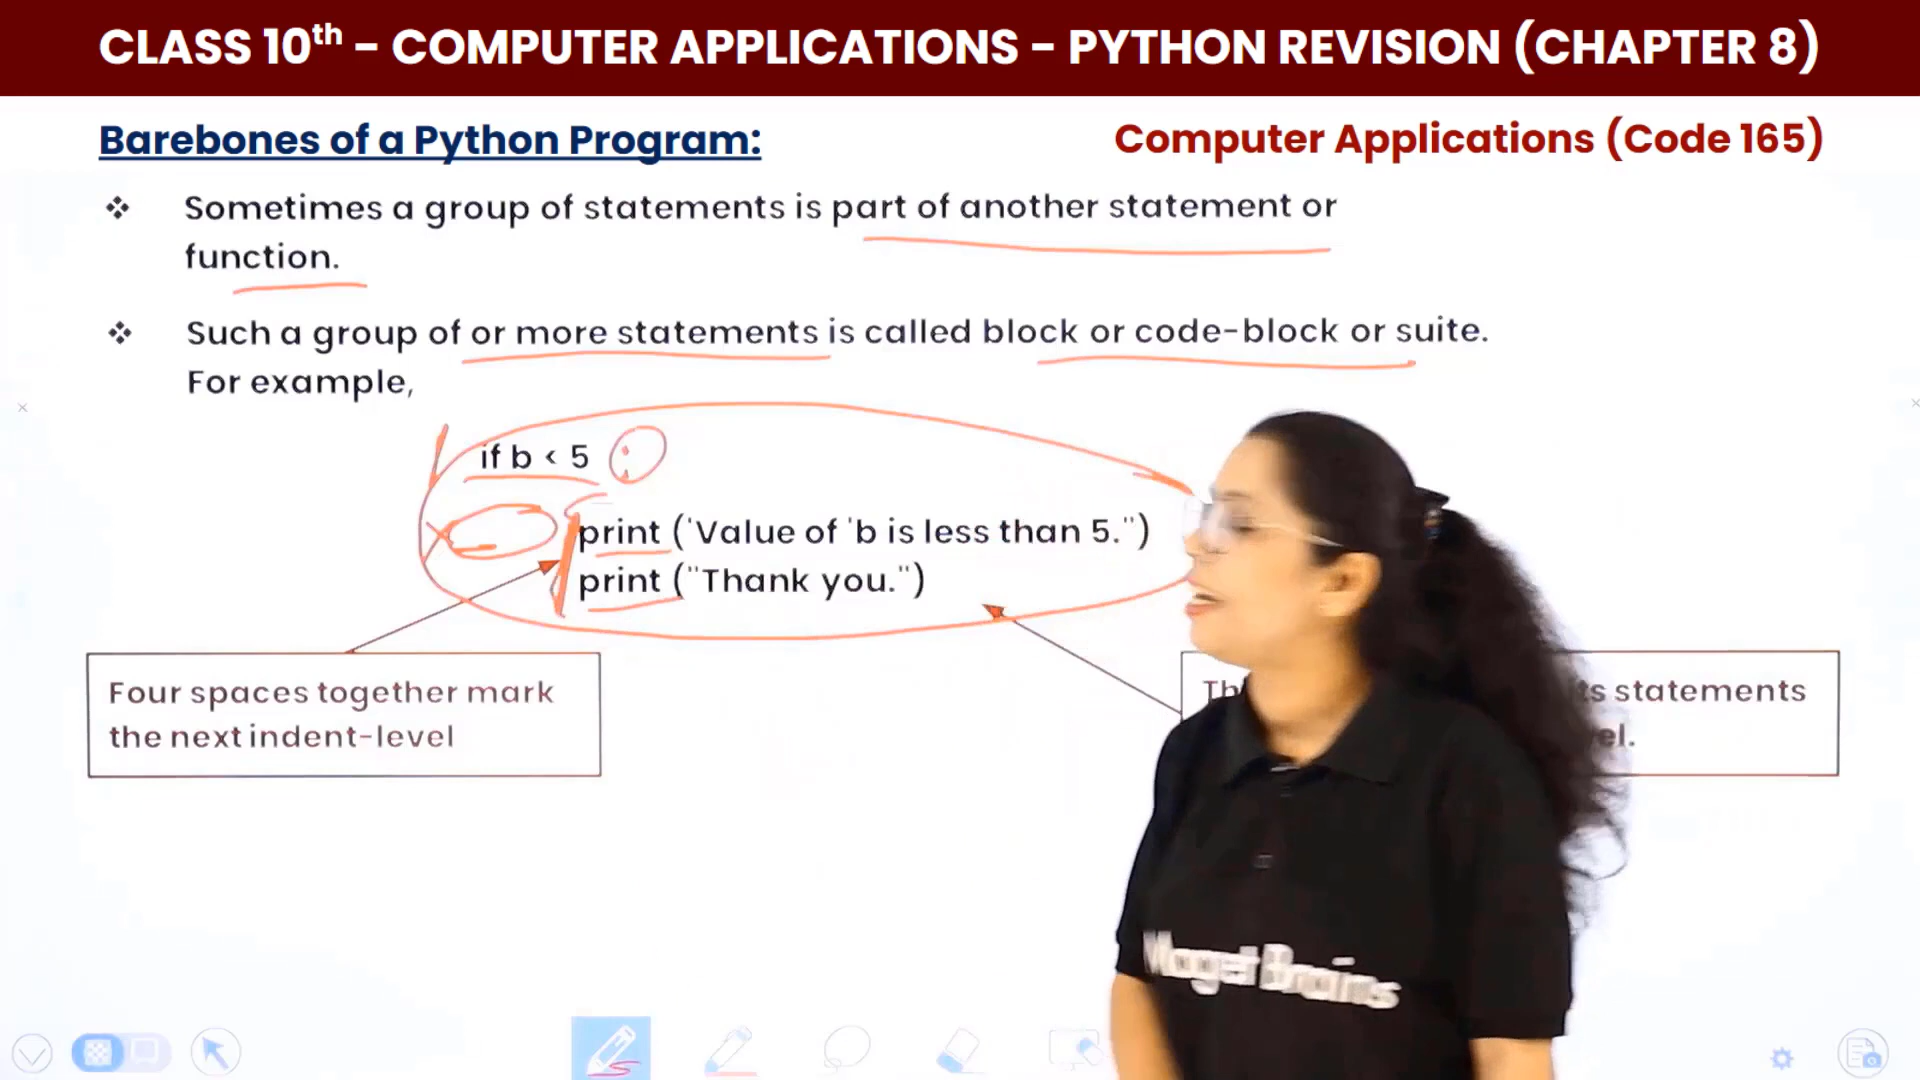 CLASS 10th – COMPUTER APPLICATIONS – PYTHON REVISION (CHAPTER 8)
Barebones of a Python Program:
Computer Applications (Code 165)
Sometimes a group of statements is part of another statement or
function.
Such a group of or more statements is called block or code-block or suite.
For example,
if b < 5 :
print ('Value of 'b is less than 5.")
print ("Thank you.")
Four spaces together mark
the next indent-level
statements
Magnet Brains